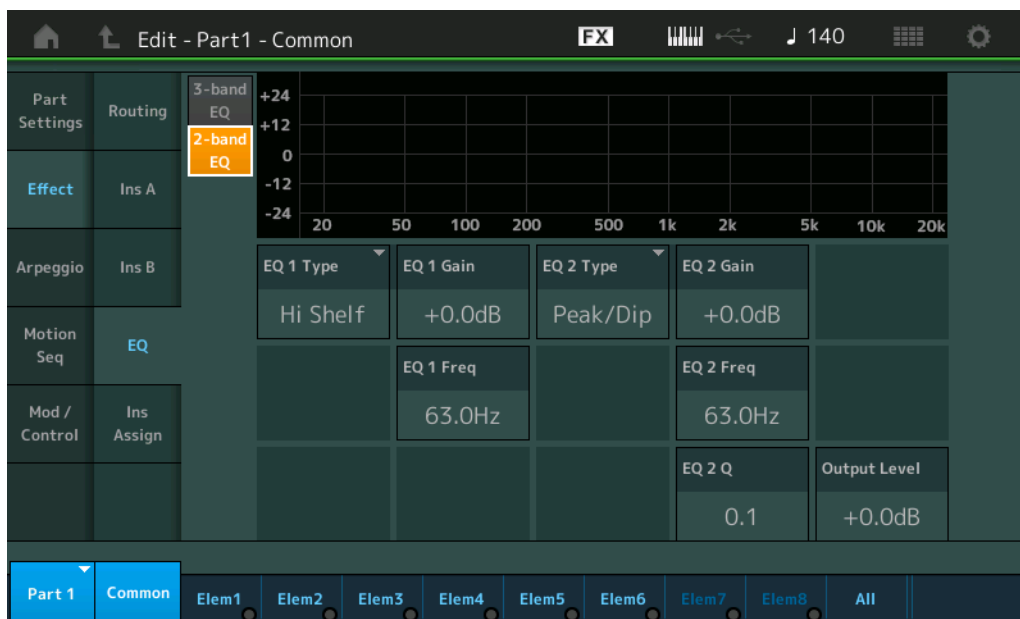 Edit - Part1 - Common
FX
140
Part
Settings
Effect
Arpeggio
Motion
Seq
Mod /
Control
Routing
Ins A
Ins B
EQ
Ins
Assign
3-band
EQ
2-band
EQ
+24
+12
0
-12
-24
20 50 100 200 500 1k 2k 5k 10k 20k
EQ 1 Type
Hi Shelf
EQ 1 Gain
+0.0dB
EQ 2 Type
Peak/Dip
EQ 2 Gain
+0.0dB
EQ 1 Freq
63.0Hz
EQ 2 Freq
63.0Hz
EQ 2 Q
0.1
Output Level
+0.0dB
Part 1 Common Elem1 Elem2 Elem3 Elem4 Elem5 Elem6 Elem7 Elem8 All